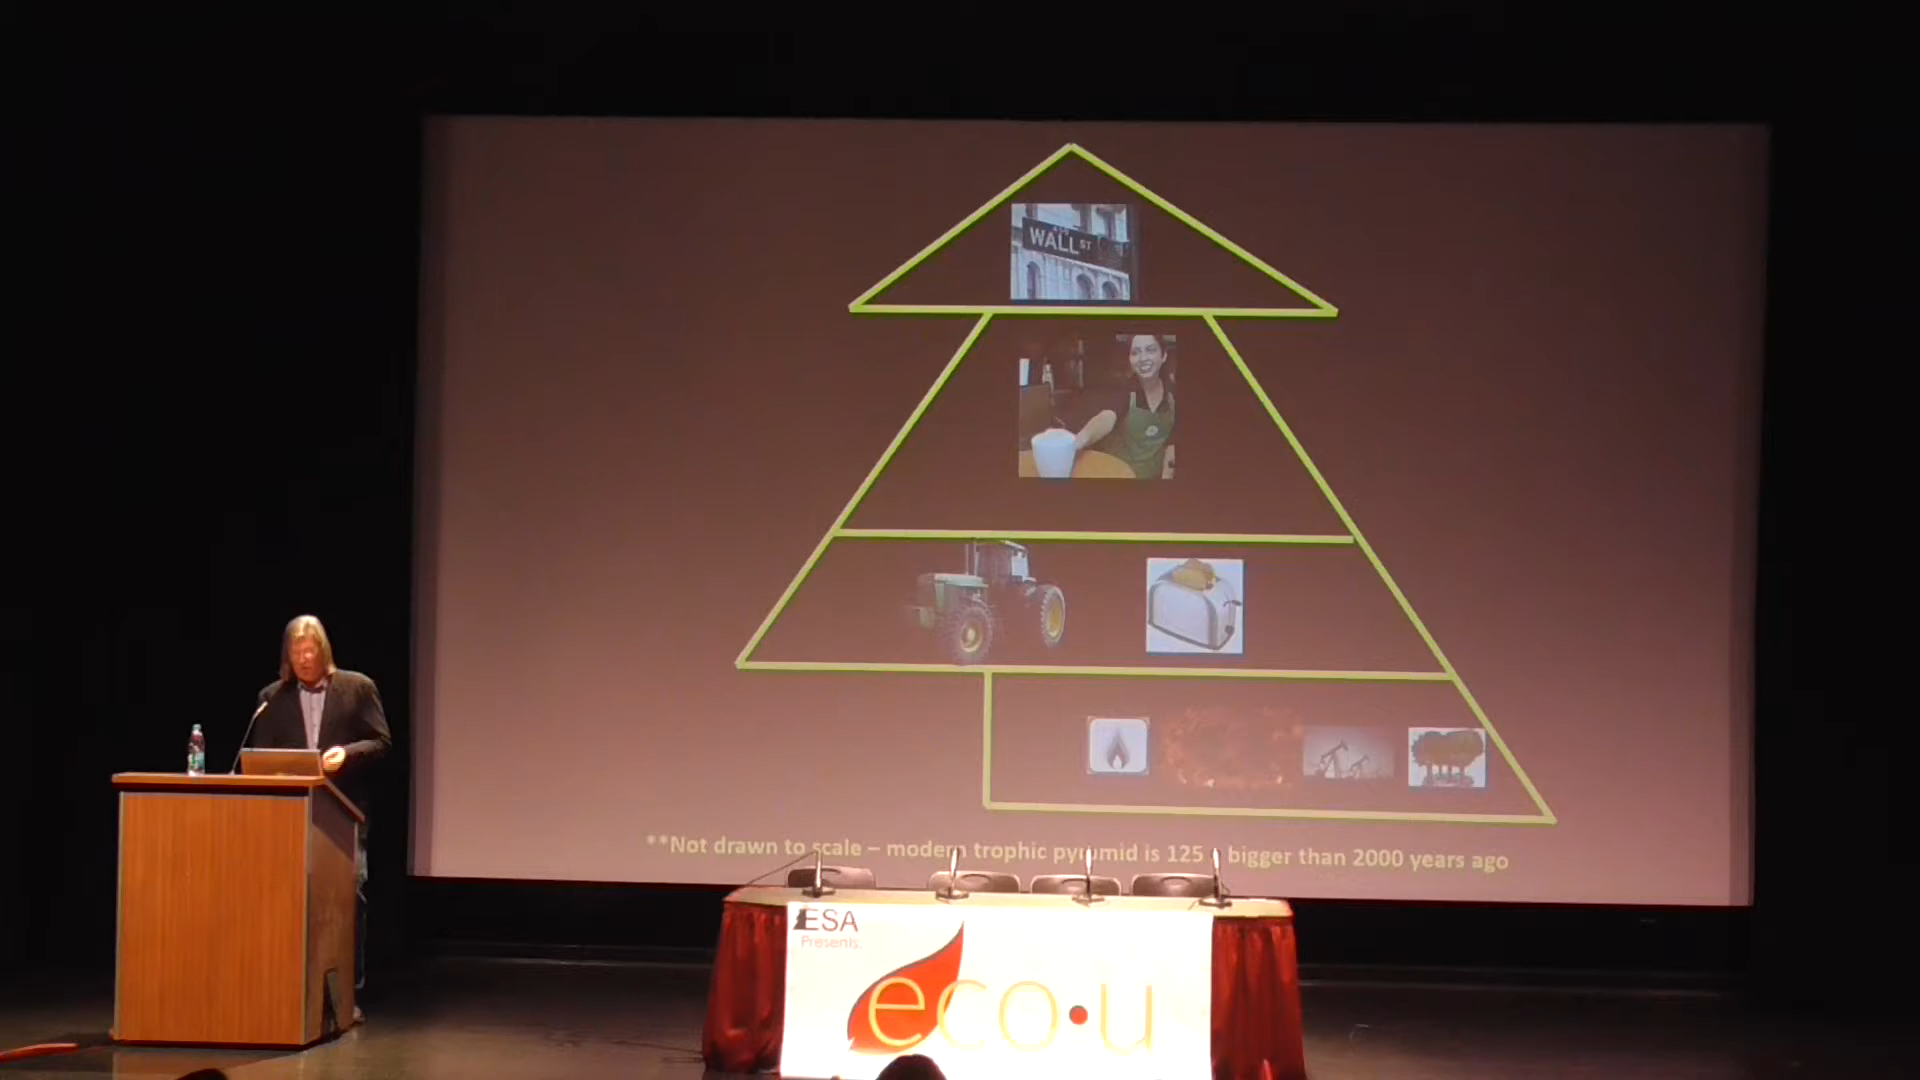 WALL ST
**Not drawn to scale – modern trophic pyramid is 125 bigger than 2000 years ago
ESA
Presents:
eco•u